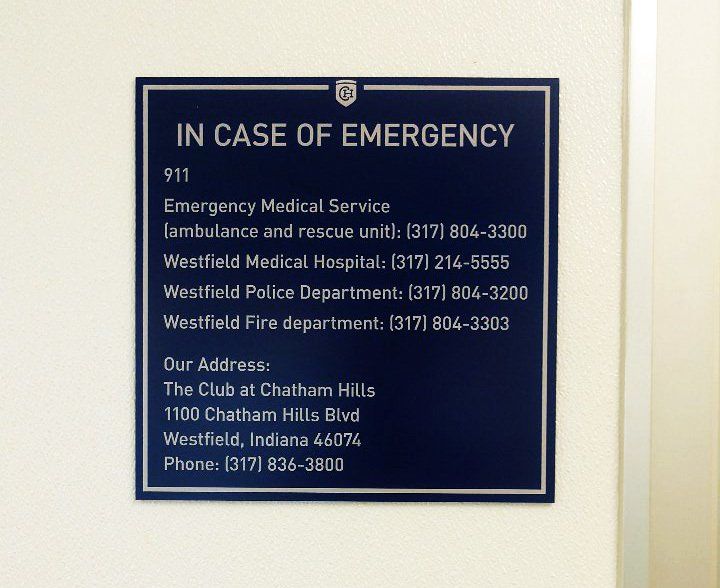 IN CASE OF EMERGENCY
911
Emergency Medical Service
(ambulance and rescue unit): (317) 804-3300
Westfield Medical Hospital: (317) 214-5555
Westfield Police Department: (317) 804-3200
Westfield Fire department: (317) 804-3303
Our Address:
The Club at Chatham Hills
1100 Chatham Hills Blvd
Westfield, Indiana 46074
Phone: (317) 836-3800